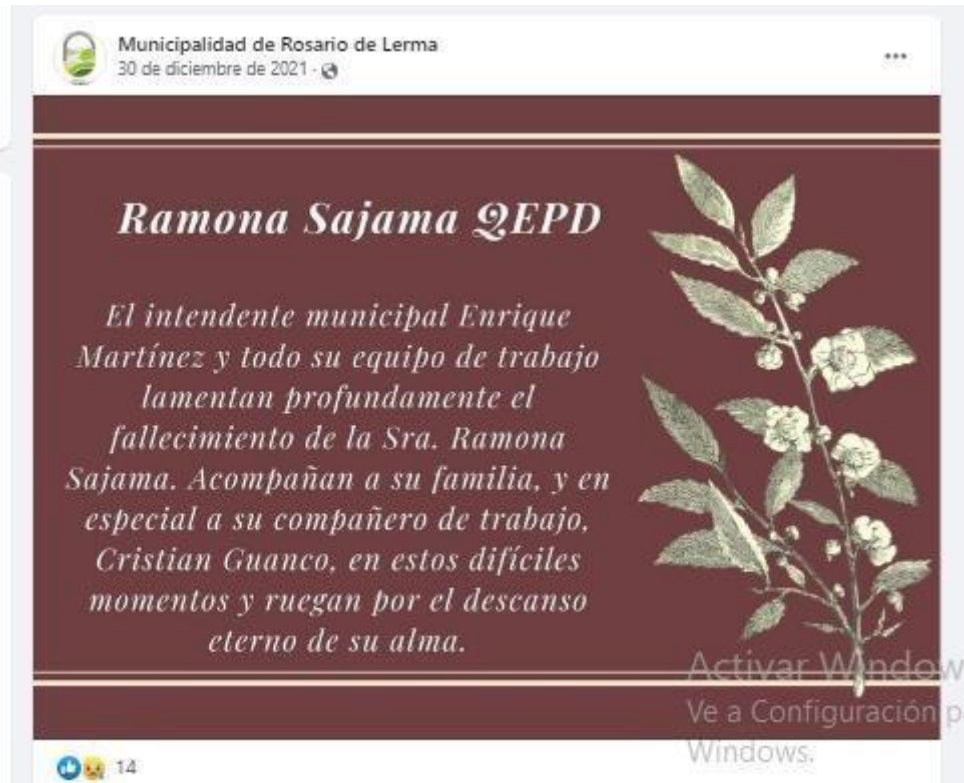 Municipalidad de Rosario de Lerma
30 de diciembre de 2021 ·
Ramona Sajama QEPD
El intendente municipal Enrique
Martínez y todo su equipo de trabajo
lamentan profundamente el
fallecimiento de la Sra. Ramona
Sajama. Acompañan a su familia, y en
especial a su compañero de trabajo,
Cristian Guanco, en estos difíciles
momentos y ruegan por el descanso
eterno de su alma.
Activar Window
Ve a Configuración p
Windows.
14